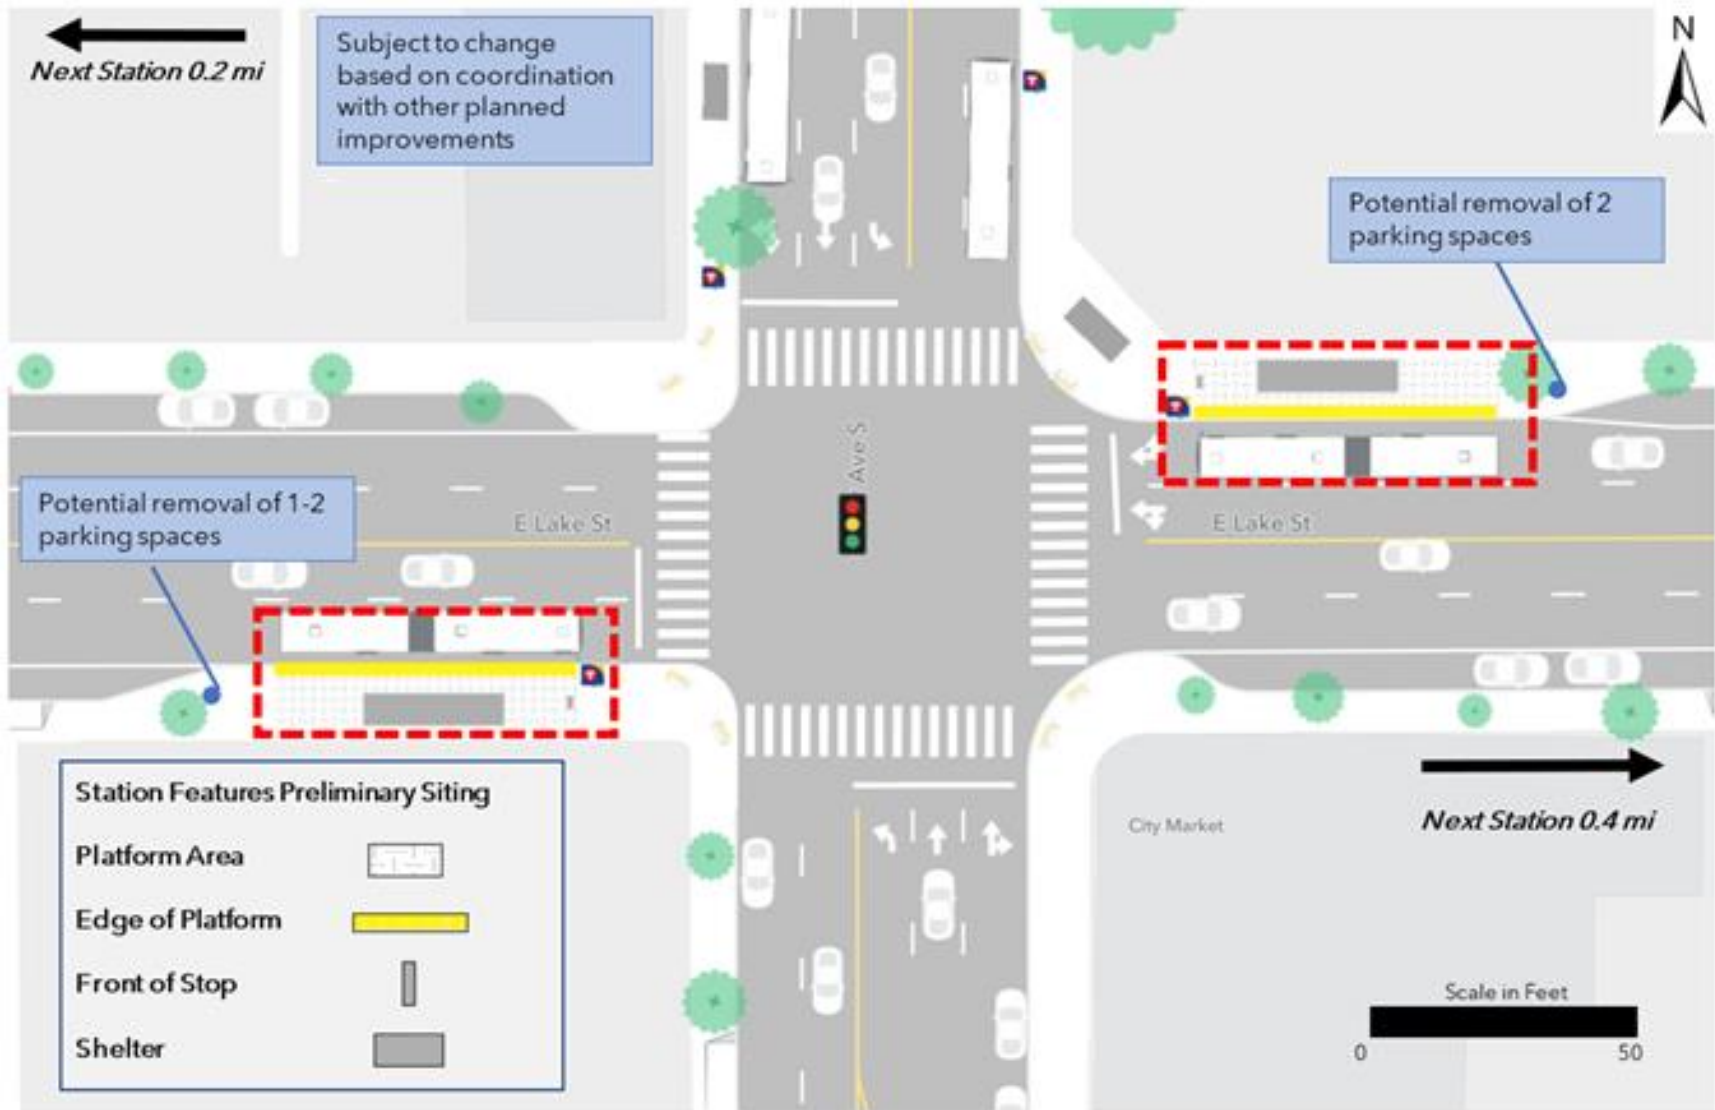 N
Next Station 0.2 mi
Subject to change
based on coordination
with other planned
improvements
Potential removal of 2
parking spaces
Ave S
Potential removal of 1-2
parking spaces
E Lake St
E Lake St
Station Features Preliminary Siting
Platform Area
Edge of Platform
Front of Stop
Shelter
City Market
Next Station 0.4 mi
Scale in Feet
0
50